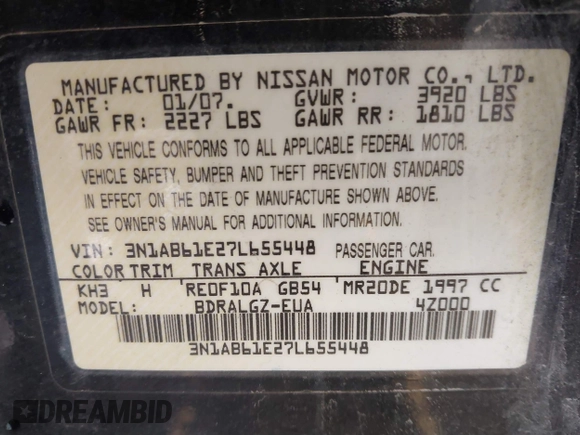 MANUFACTURED BY NISSAN MOTOR CO., LTD.
DATE: 01/07. GVWR: 3920 LBS
GAWR FR: 2227 LBS GAWR RR: 1810 LBS
THIS VEHICLE CONFORMS TO ALL APPLICABLE FEDERAL MOTOR
VEHICLE SAFETY, BUMPER AND THEFT PREVENTION STANDARDS
IN EFFECT ON THE DATE OF MANUFACTURE SHOWN ABOVE.
SEE OWNER'S MANUAL FOR ADDITIONAL INFORMATION.
VIN: 3N1AB61E27L655448 PASSENGER CAR.
COLOR TRIM TRANS AXLE ENGINE
KH3 H RE0F10A GB54 MR20DE 1997 CC
MODEL: BDRALGZ-EUA 4Z000
3N1AB61E27L655448
DREAMBID